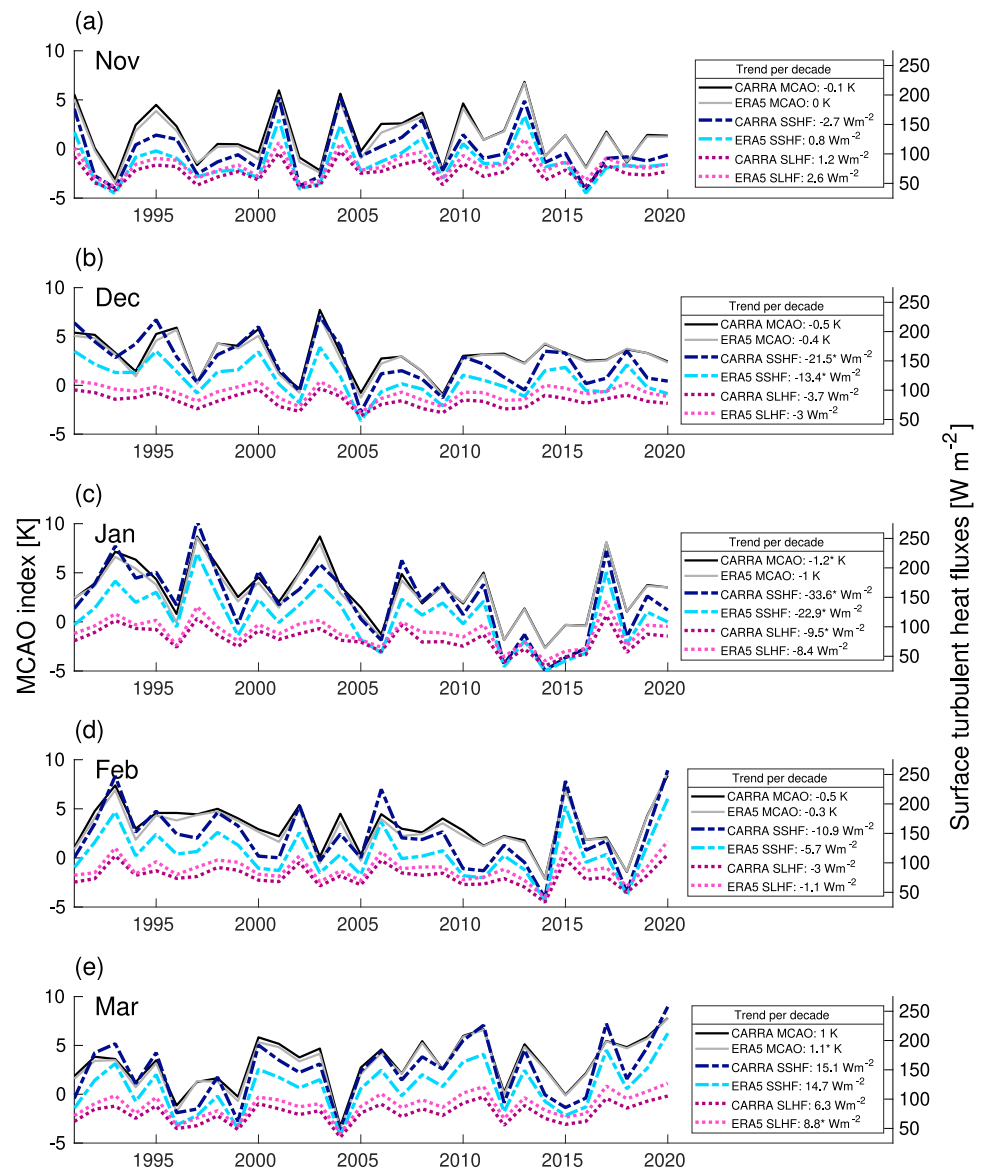 (a)
Nov
10
5
0
-5
1995 2000 2005 2010 2015 2020
Trend per decade
CARRA MCAO: -0.1 K
ERA5 MCAO: 0 K
CARRA SSHF: -2.7 Wm-2
ERA5 SSHF: 0.8 Wm-2
CARRA SLHF: 1.2 Wm-2
ERA5 SLHF: 2.6 Wm-2
250
200
150
100
50
(b)
Dec
10
5
0
-5
1995 2000 2005 2010 2015 2020
Trend per decade
CARRA MCAO: -0.5 K
ERA5 MCAO: -0.4 K
CARRA SSHF: -21.5* Wm-2
ERA5 SSHF: -13.4* Wm-2
CARRA SLHF: -3.7 Wm-2
ERA5 SLHF: -3 Wm-2
250
200
150
100
50
(c)
Jan
MCAO index [K]
10
5
0
-5
1995 2000 2005 2010 2015 2020
Trend per decade
CARRA MCAO: -1.2* K
ERA5 MCAO: -1 K
CARRA SSHF: -33.6* Wm-2
ERA5 SSHF: -22.9* Wm-2
CARRA SLHF: -9.5* Wm-2
ERA5 SLHF: -8.4 Wm-2
250
200
150
100
50
Surface turbulent heat fluxes [W m-2]
(d)
Feb
10
5
0
-5
1995 2000 2005 2010 2015 2020
Trend per decade
CARRA MCAO: -0.5 K
ERA5 MCAO: -0.3 K
CARRA SSHF: -10.9 Wm-2
ERA5 SSHF: -5.7 Wm-2
CARRA SLHF: -3 Wm-2
ERA5 SLHF: -1.1 Wm-2
250
200
150
100
50
(e)
Mar
10
5
0
-5
1995 2000 2005 2010 2015 2020
Trend per decade
CARRA MCAO: 1 K
ERA5 MCAO: 1.1* K
CARRA SSHF: 15.1 Wm-2
ERA5 SSHF: 14.7 Wm-2
CARRA SLHF: 6.3 Wm-2
ERA5 SLHF: 8.8* Wm-2
250
200
150
100
50